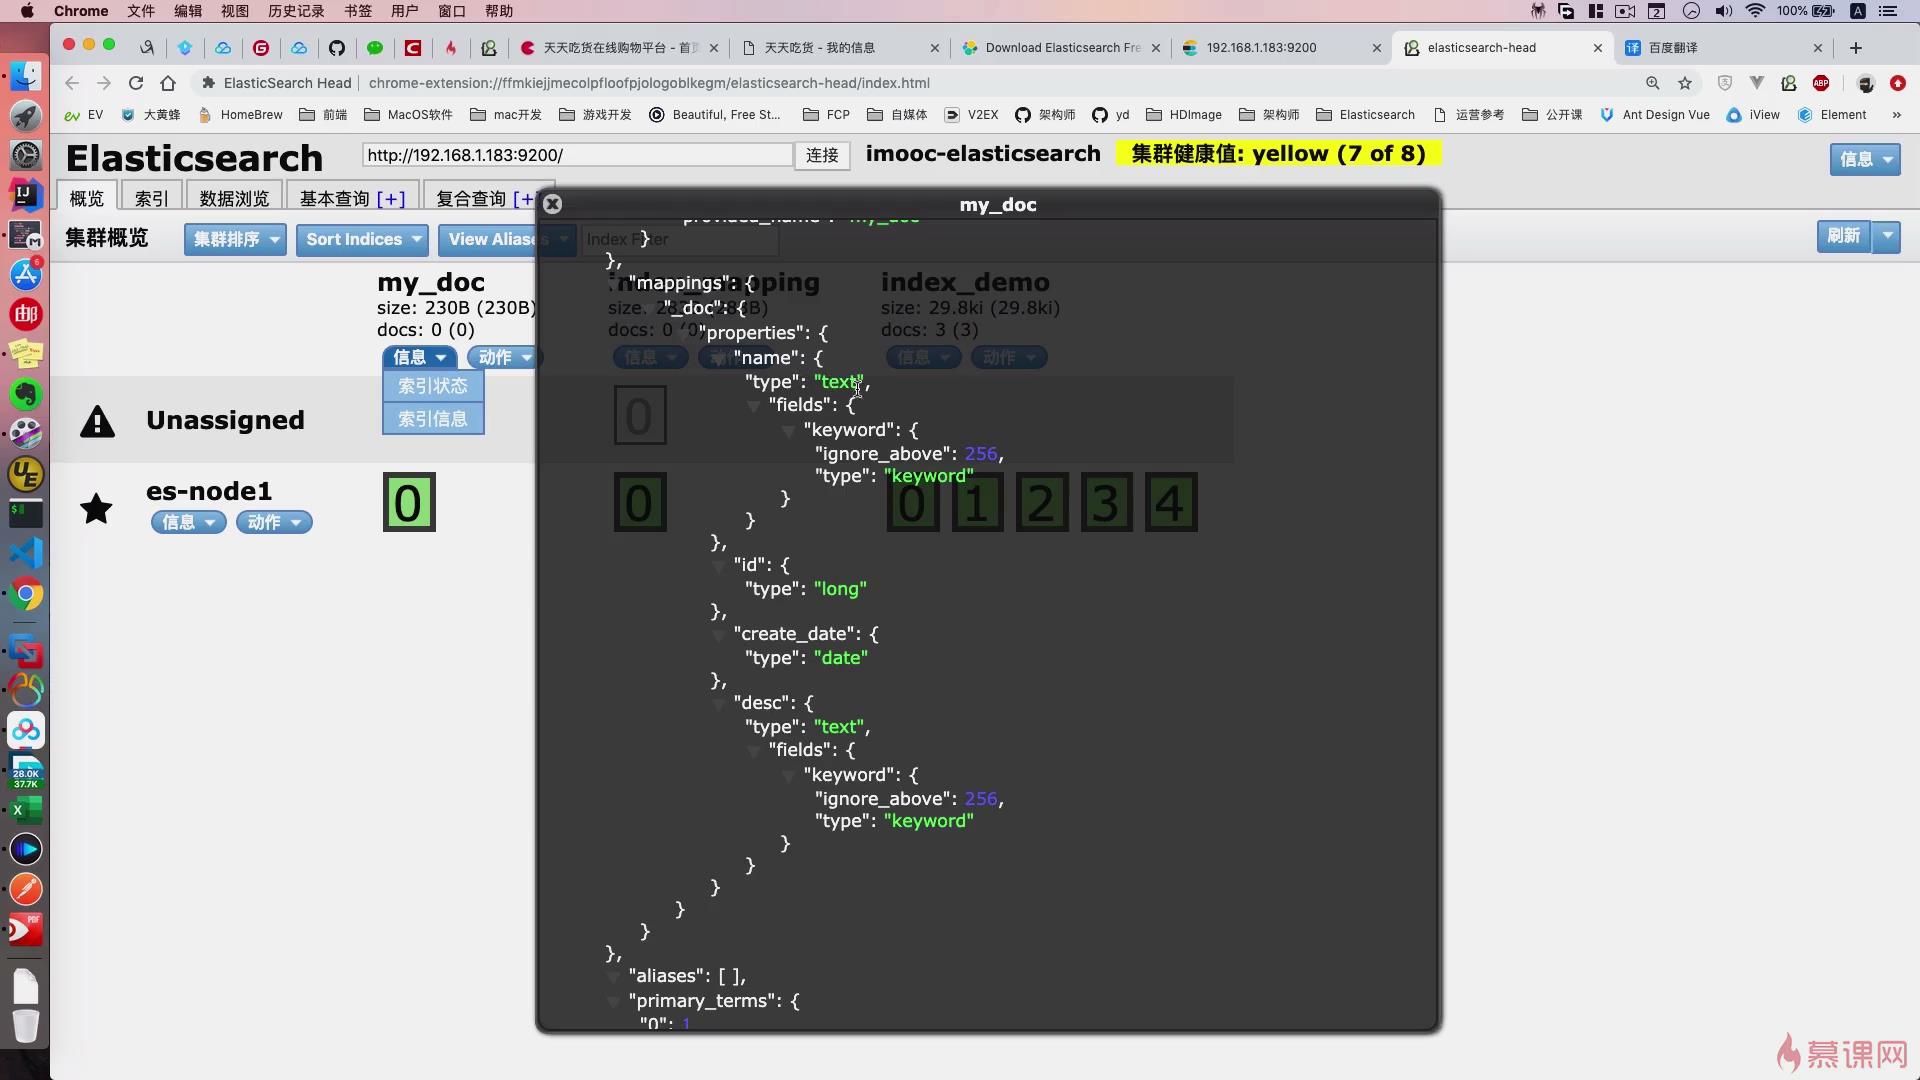 Chrome 文件 编辑 视图 历史记录 书签 用户 窗口 帮助 2 100% A
天天吃货在线购物平台 - 首页 天天吃货 - 我的信息 Download Elasticsearch Fre 192.168.1.183:9200 elasticsearch-head 百度翻译
ElasticSearch Head chrome-extension://ffmkiejjmecolpfloofpjologoblkegm/elasticsearch-head/index.html ABP
EV 大黄蜂 HomeBrew 前端 MacOS软件 mac开发 游戏开发 Beautiful, Free St... FCP 自媒体 V2EX 架构师 yd HDImage 架构师 Elasticsearch 运营参考 公开课 Ant Design Vue iView Element »
Elasticsearch http://192.168.1.183:9200/ 连接 imooc-elasticsearch 集群健康值: yellow (7 of 8) 信息
概览 索引 数据浏览 基本查询 [+] 复合查询 [+
my_doc
集群概览 集群排序 Sort Indices View Aliases Index Filter 刷新
my_doc index_mapping index_demo
size: 230B (230B) size: 29.8ki (29.8ki)
docs: 0 (0) docs: 0 (0) docs: 3 (3)
信息 动作 信息 信息 动作
索引状态
索引信息
Unassigned 0
es-node1 0 0 0 1 2 3 4
信息 动作
provided_name": "my_doc"
}
},
"mappings": {
"_doc": {
"properties": {
"name": {
"type": "text",
"fields": {
"keyword": {
"ignore_above": 256,
"type": "keyword"
}
}
},
"id": {
"type": "long"
},
"create_date": {
"type": "date"
},
"desc": {
"type": "text",
"fields": {
"keyword": {
"ignore_above": 256,
"type": "keyword"
}
}
}
}
}
},
"aliases": [ ],
"primary_terms": {
"0": 1
6
邮
UE
28.0K
37.7K
PDF
慕课网